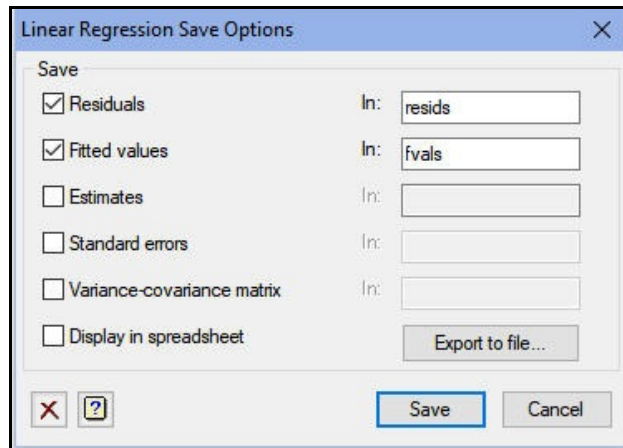 Linear Regression Save Options
Save
Residuals In: resids
Fitted values In: fvals
Estimates In:
Standard errors In:
Variance-covariance matrix In:
Display in spreadsheet Export to file...
Save Cancel